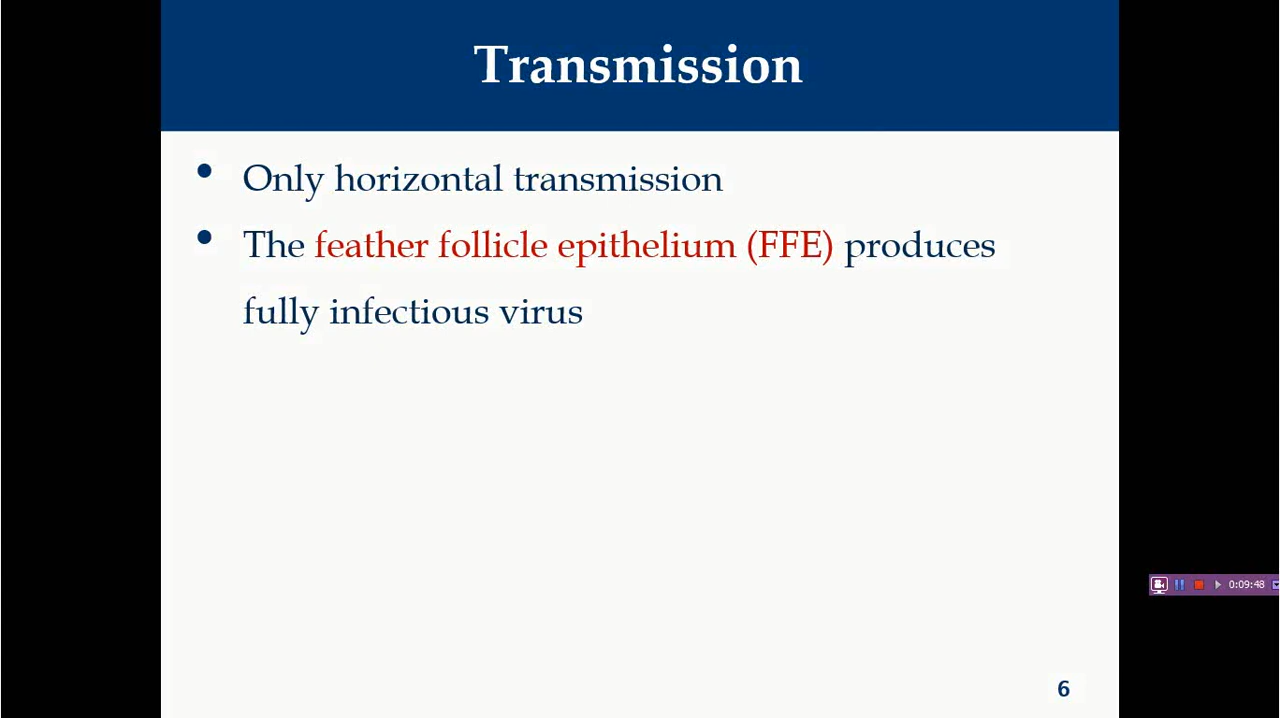 Transmission
• Only horizontal transmission
• The feather follicle epithelium (FFE) produces
fully infectious virus
0:09:48
6